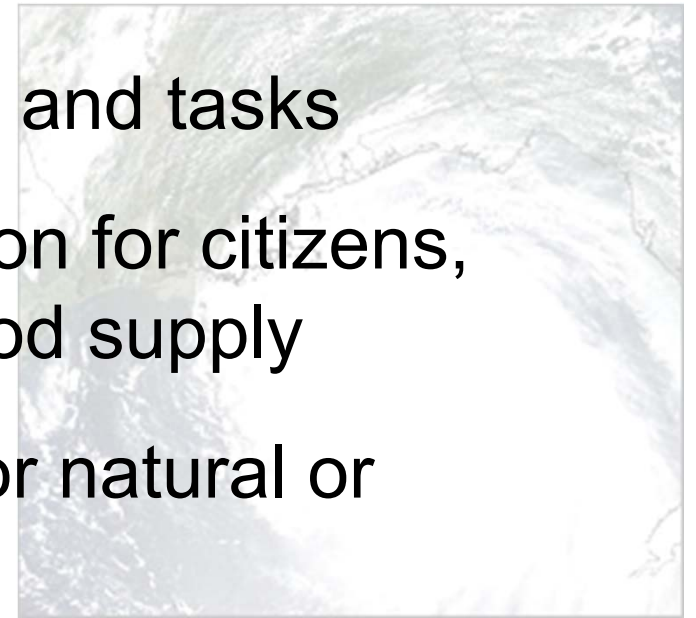 and tasks
on for citizens,
od supply
or natural or